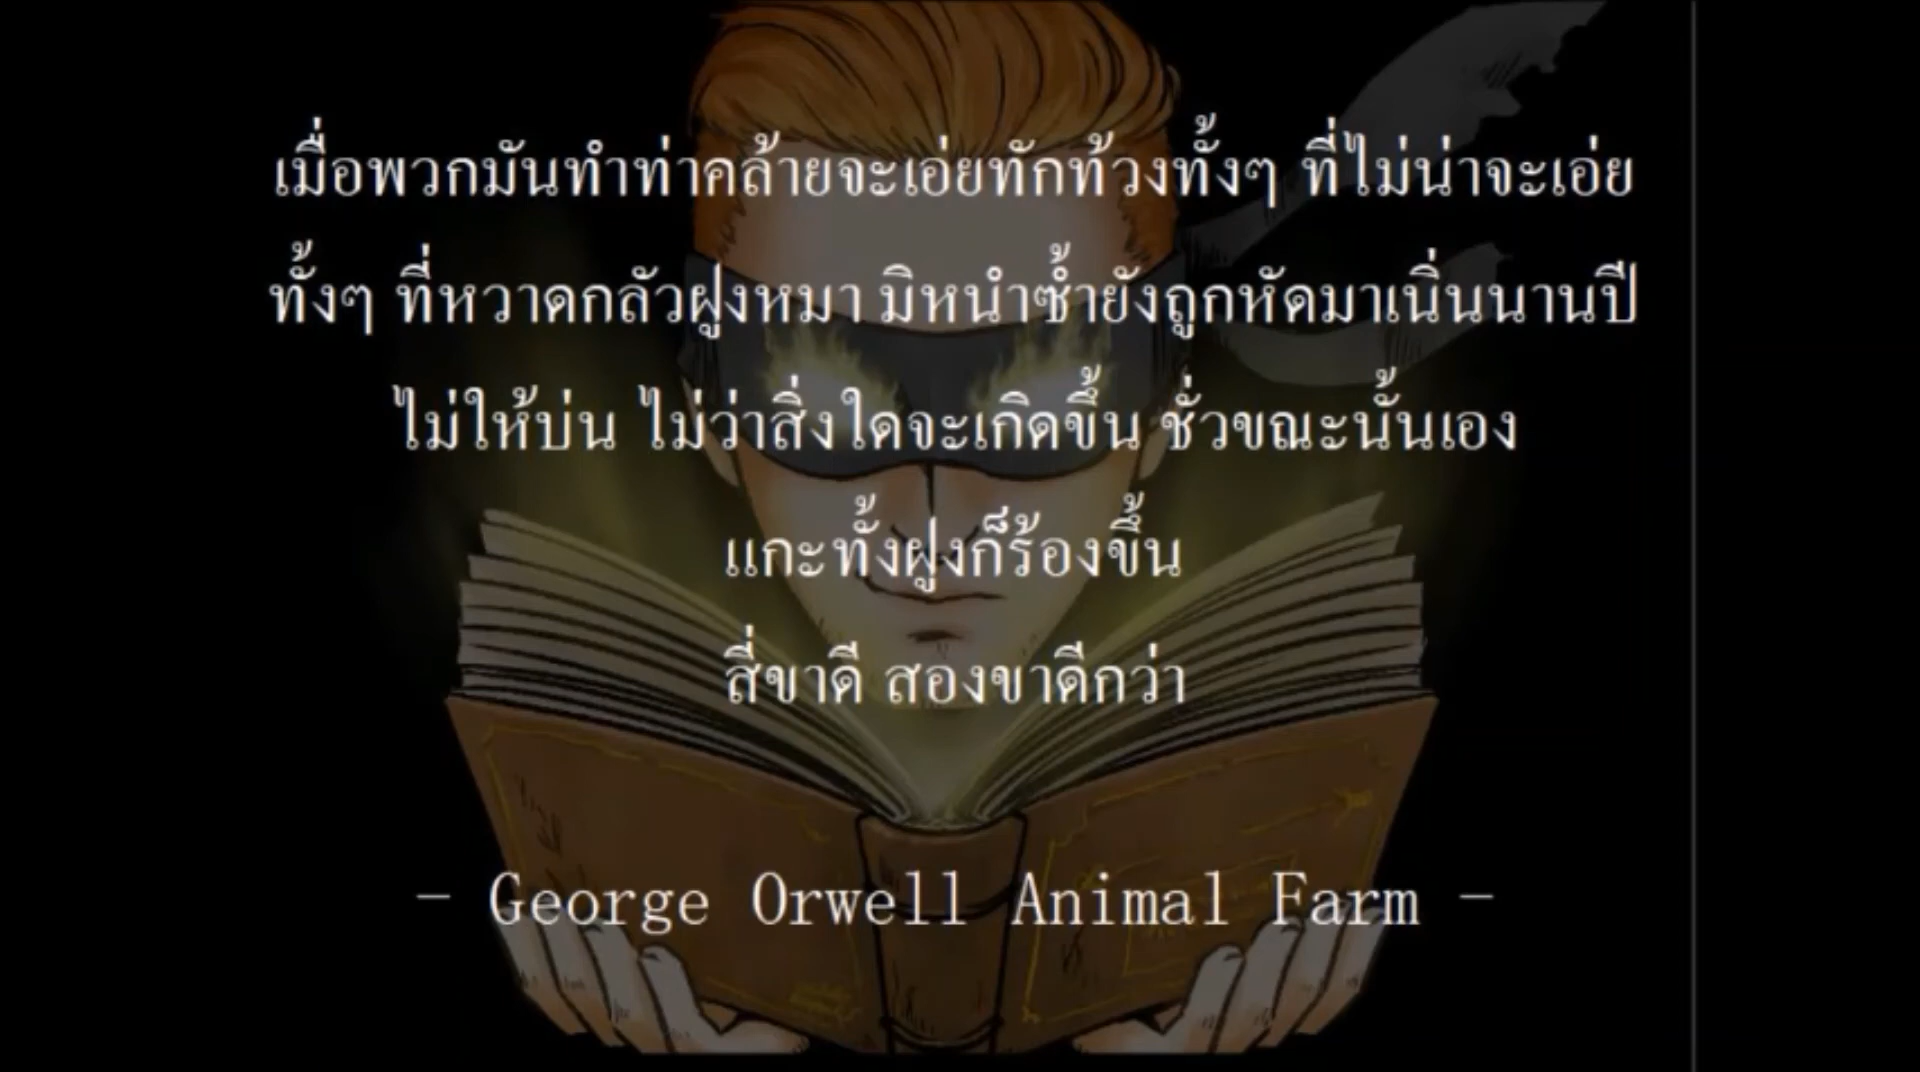 เมื่อพวกมันทำท่าคล้ายจะเอ่ยทักท้วงทั้งๆ ที่ไม่น่าจะเอ่ย
ทั้งๆ ที่หวาดกลัวฝูงหมา มิหนำซ้ำยังถูกหัดมาเนิ่นนานปี
ไม่ให้บ่น ไม่ว่าสิ่งใดจะเกิดขึ้น ชั่วขณะนั้นเอง
แกะทั้งฝูงก็ร้องขึ้น
สี่ขาดี สองขาดีกว่า
- George Orwell Animal Farm -